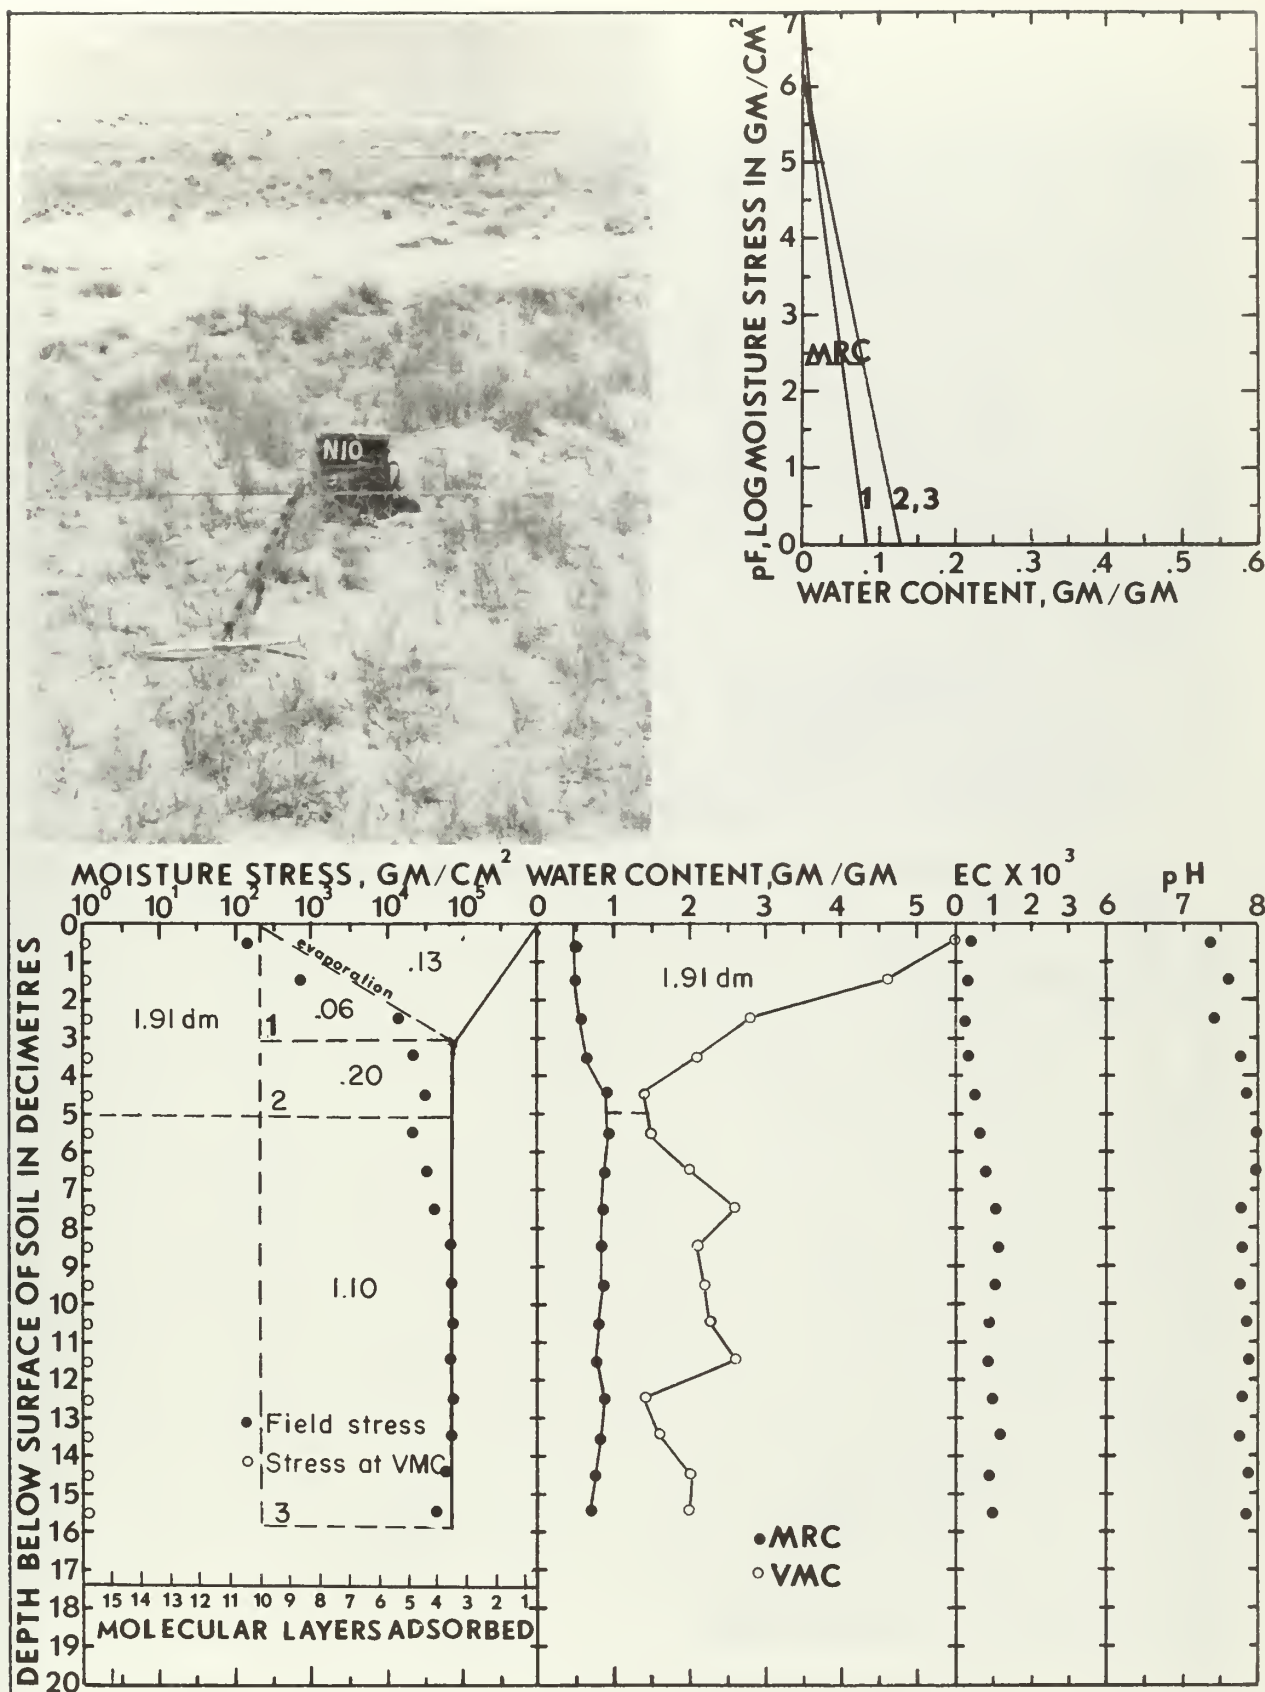 N10
pF, LOG MOISTURE STRESS IN GM/CM²
7
6
5
4
3
2
1
0
MRC
1 2,3
0 .1 .2 .3 .4 .5 .6
WATER CONTENT, GM/GM
MOISTURE STRESS, GM/CM² WATER CONTENT, GM/GM EC X 10³ pH
10⁰ 10¹ 10² 10³ 10⁴ 10⁵ 0 1 2 3 4 5 0 1 2 3 6 7 8
DEPTH BELOW SURFACE OF SOIL IN DECIMETRES
0
1
2
3
4
5
6
7
8
9
10
11
12
13
14
15
16
17
18
19
20
evaporation
.13
.06
1.91 dm
1
.20
2
1.10
● Field stress
○ Stress at VMC
3
15 14 13 12 11 10 9 8 7 6 5 4 3 2 1
MOLECULAR LAYERS ADSORBED
1.91 dm
● MRC
○ VMC